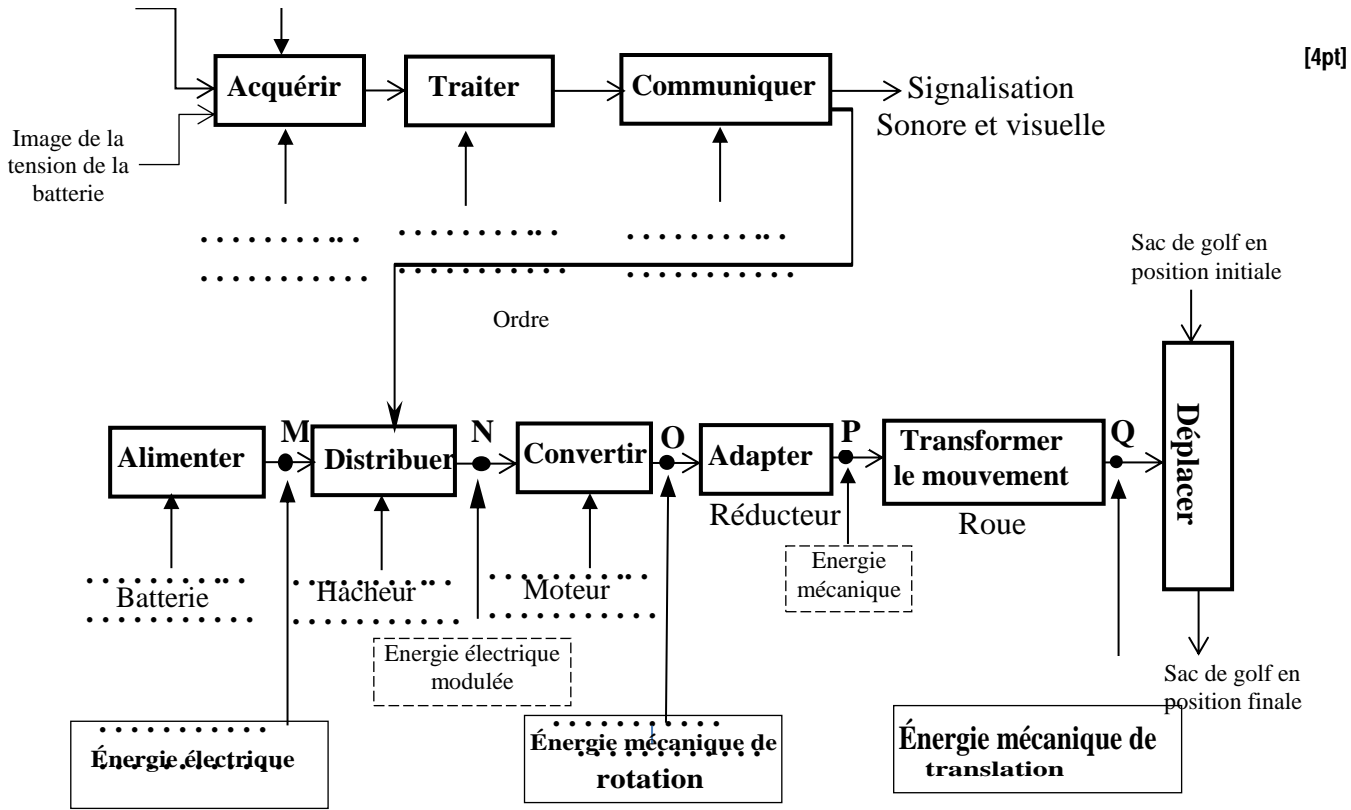 [4pt]
Acquérir
Traiter
Communiquer
Signalisation
Sonore et visuelle
Image de la
tension de la
batterie
Ordre
Sac de golf en
position initiale
M
N
O
P
Q
Alimenter
Distribuer
Convertir
Adapter
Transformer
le mouvement
Déplacer
Réducteur
Roue
Batterie
Hacheur
Moteur
Energie
mécanique
Energie électrique
modulée
Sac de golf en
position finale
Énergie électrique
Énergie mécanique de
rotation
Énergie mécanique de
translation